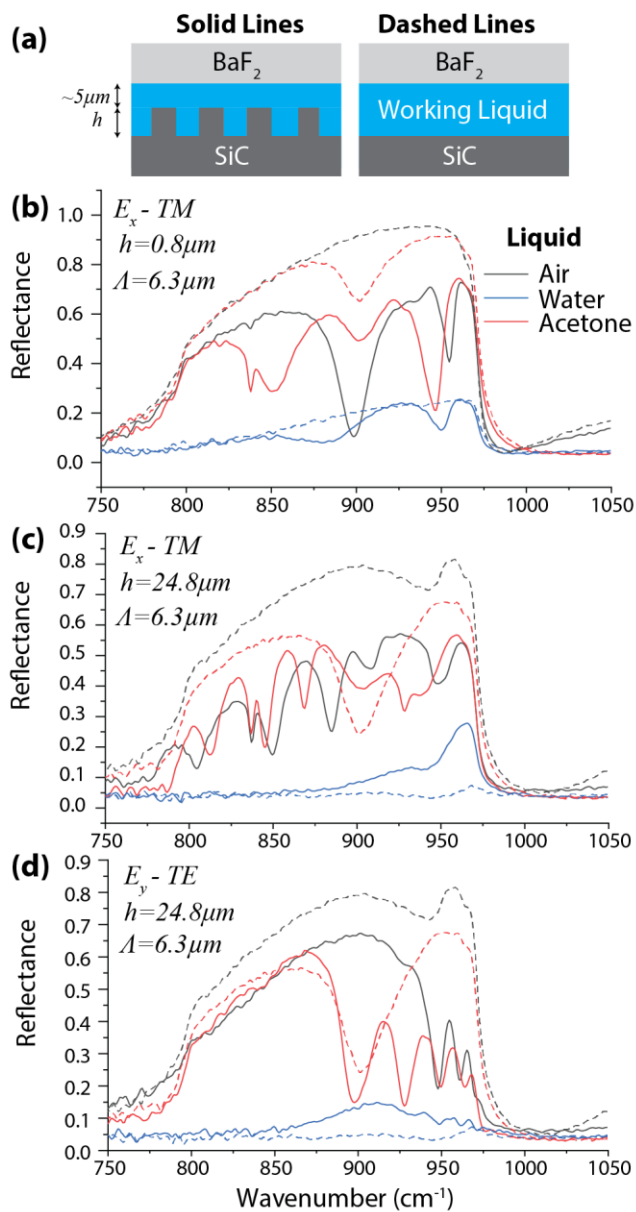 (a)
Solid Lines
Dashed Lines
BaF2
BaF2
~5μm
h
Working Liquid
SiC
SiC
(b)
Ex - TM
h=0.8μm
Λ=6.3μm
Liquid
Air
Water
Acetone
Reflectance
1.0
0.8
0.6
0.4
0.2
0.0
750 800 850 900 950 1000 1050
(c)
Ex - TM
h=24.8μm
Λ=6.3μm
Reflectance
0.9
0.8
0.7
0.6
0.5
0.4
0.3
0.2
0.1
0.0
750 800 850 900 950 1000 1050
(d)
Ey - TE
h=24.8μm
Λ=6.3μm
Reflectance
0.9
0.8
0.7
0.6
0.5
0.4
0.3
0.2
0.1
0.0
750 800 850 900 950 1000 1050
Wavenumber (cm-1)